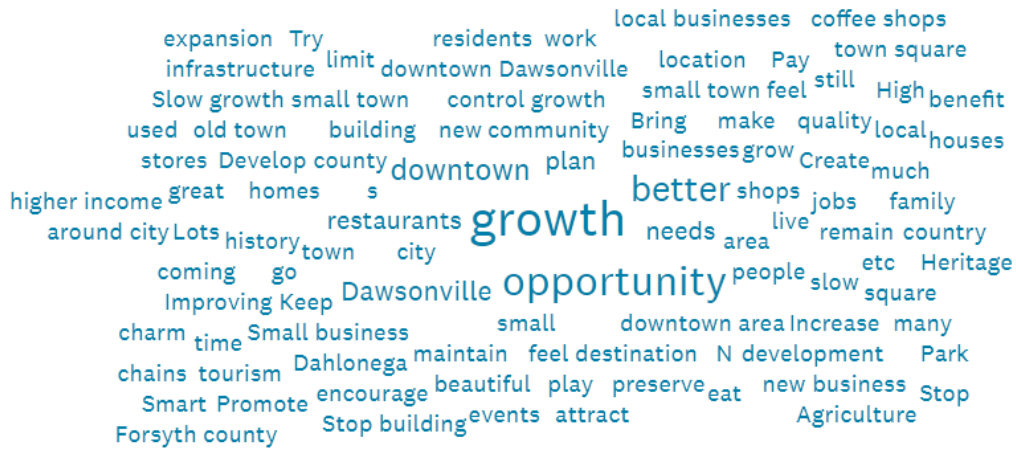 local businesses coffee shops
expansion Try residents work town square
infrastructure limit downtown Dawsonville location Pay still
Slow growth small town control growth small town feel High benefit
used old town building new community Bring make quality local houses
stores Develop county downtown plan businesses grow Create much
higher income great homes s better shops jobs family
around city Lots history restaurants growth needs area live remain country
town city
coming go Dawsonville opportunity people slow etc Heritage
Improving Keep square
charm time Small business small downtown area Increase many
chains tourism Dahlonega maintain feel destination N development Park
Smart Promote encourage beautiful play preserve eat new business Stop
Forsyth county Stop building events attract Agriculture